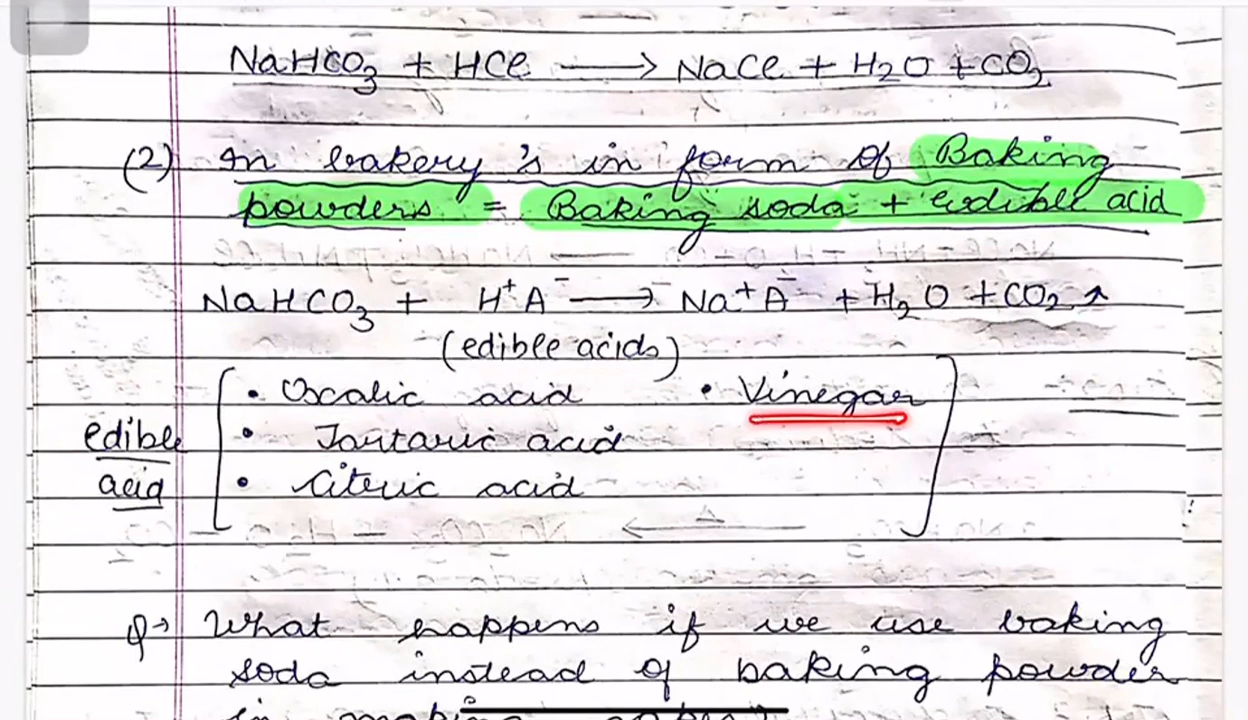 NaHCO3 + HCl ⟶ NaCl + H2O + CO2
(2) In bakery's in form of Baking
powders = Baking soda + edible acid
NaHCO3 + H⁺A⁻ ⟶ Na⁺A⁻ + H2O + CO2 ↑
(edible acids)
• Oxcalic acid • Vinegar
edible • Tartaric acid
acid • Citeric acid
Q→ What happens if we use baking
soda instead of baking powder